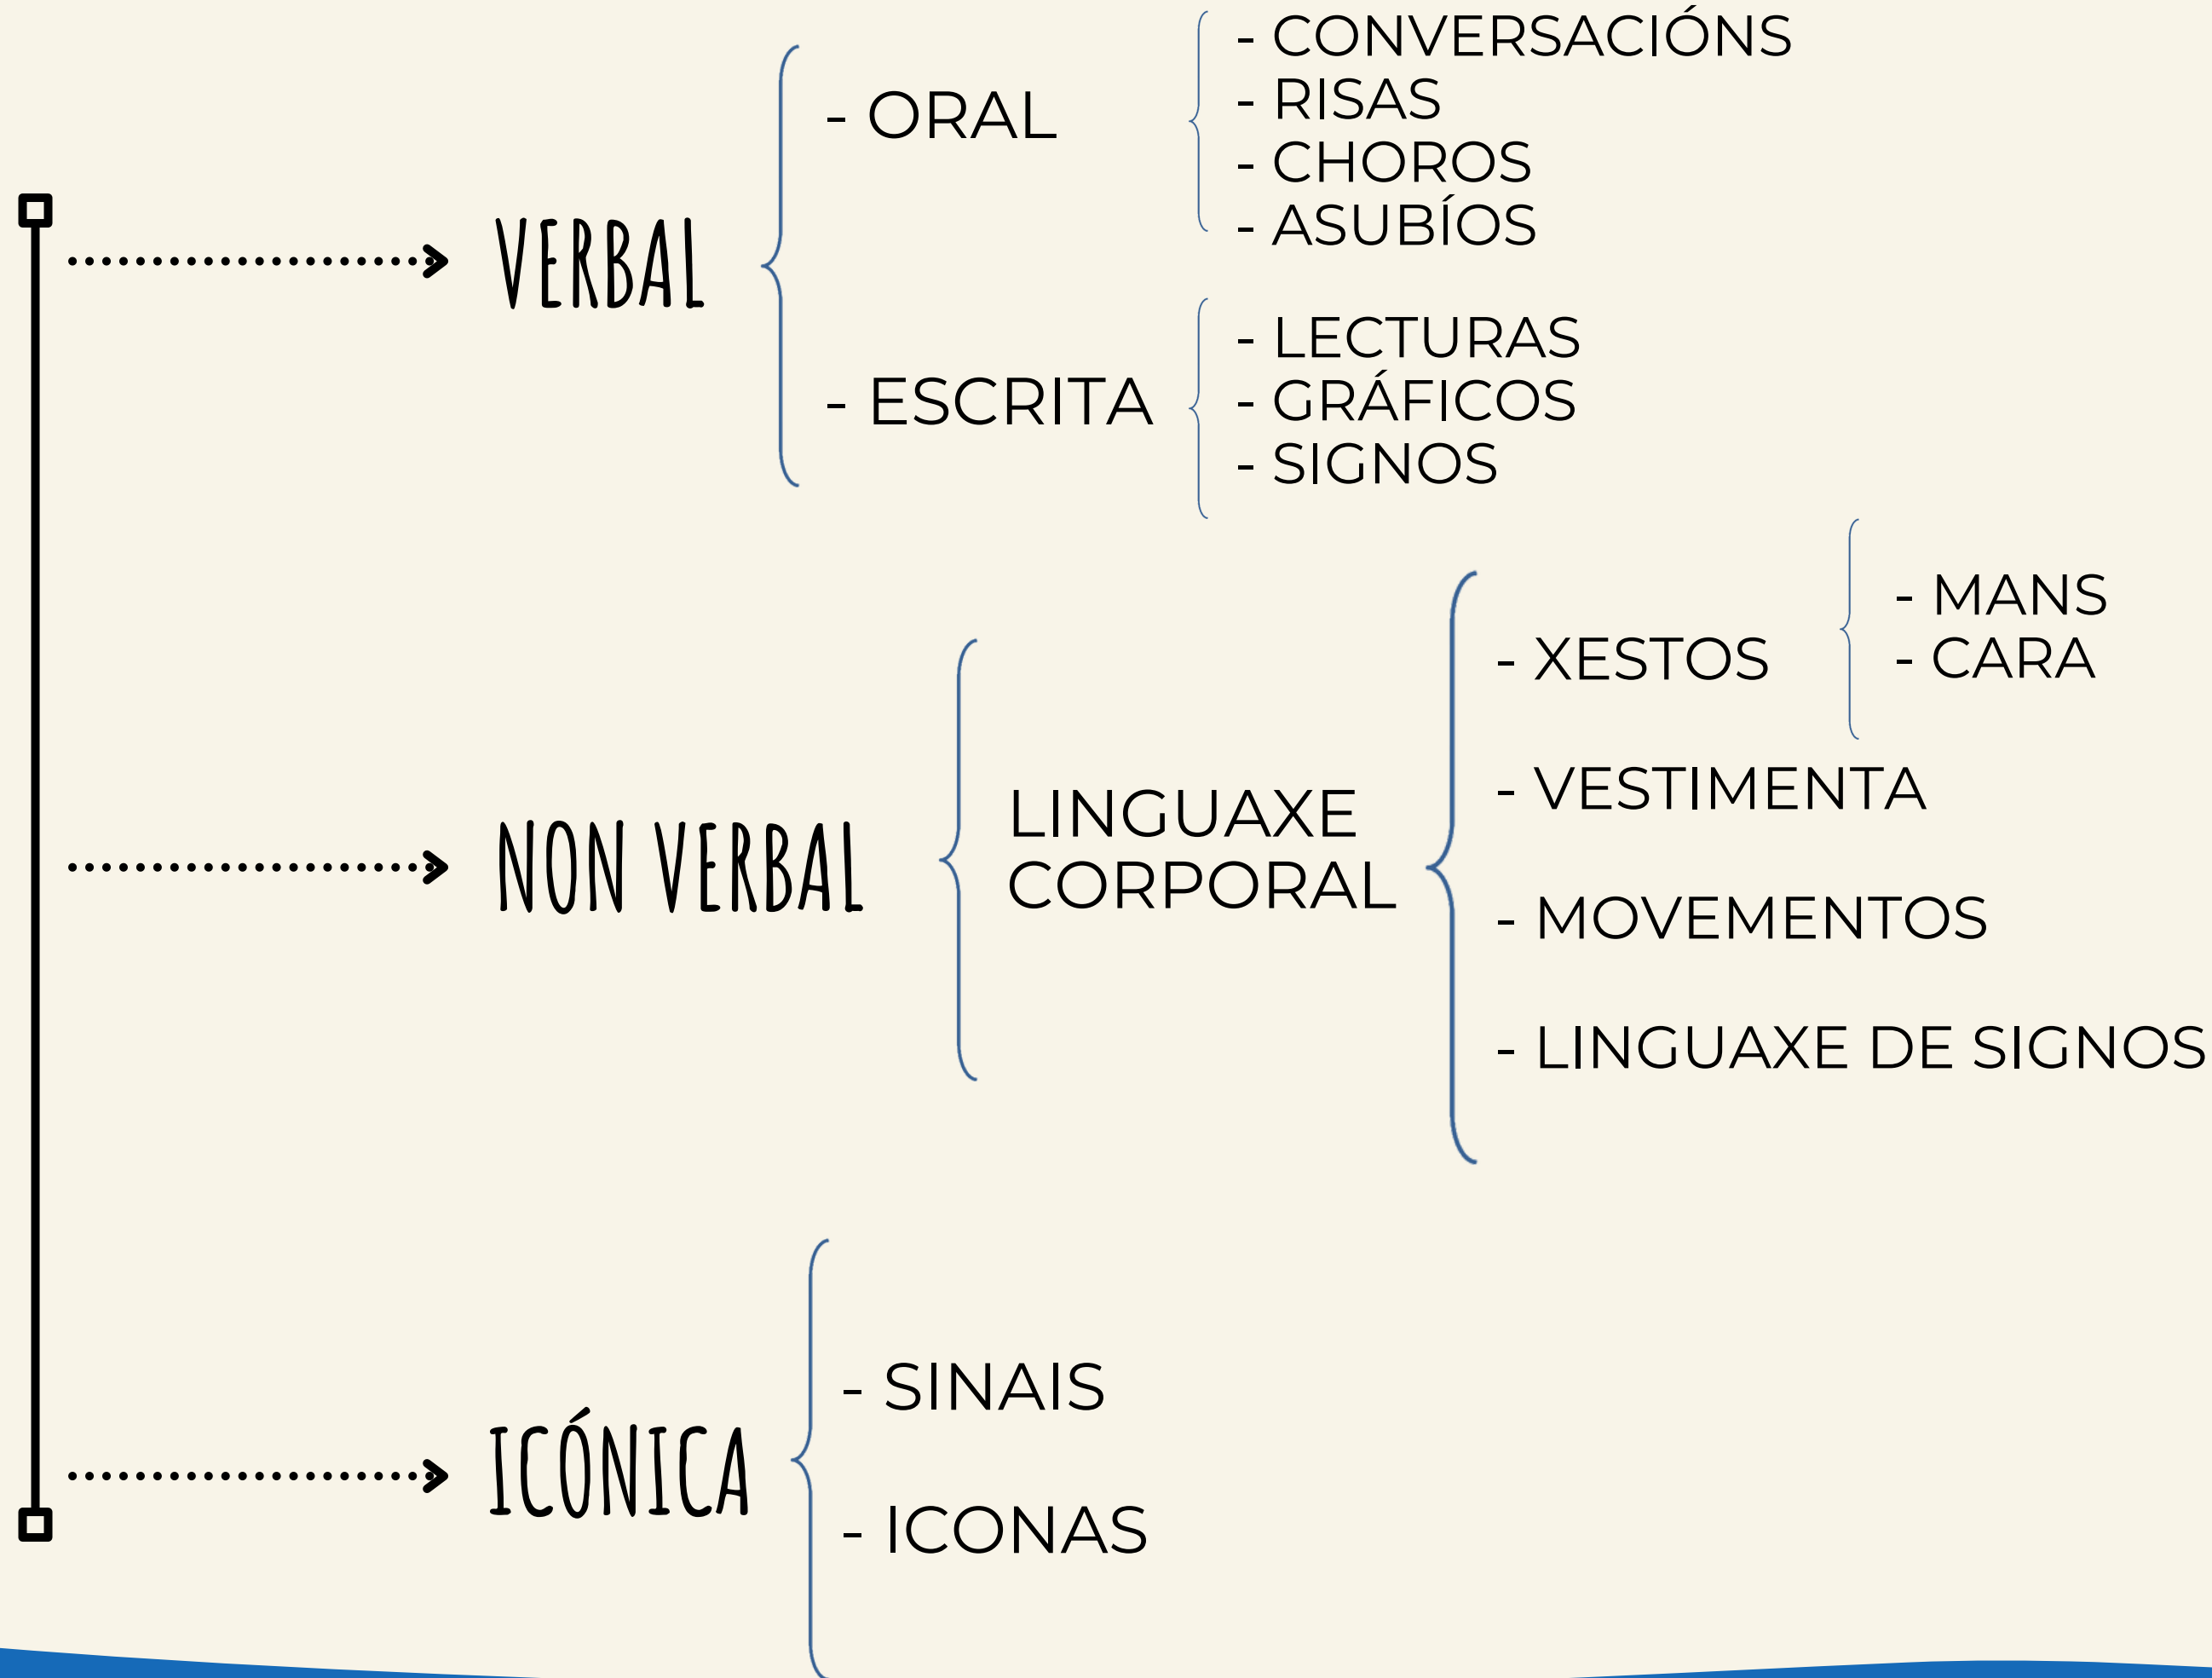 VERBAL
- ORAL
- CONVERSACÍÓNS
- RISAS
- CHOROS
- ASUBÍOS
- ESCRITA
- LECTURAS
- GRÁFICOS
- SIGNOS
NON VERBAL
LINGUAXE
CORPORAL
- XESTOS
- MANS
- CARA
- VESTIMENTA
- MOVEMENTOS
- LINGUAXE DE SIGNOS
ICÓNICA
- SINAIS
- ICONAS